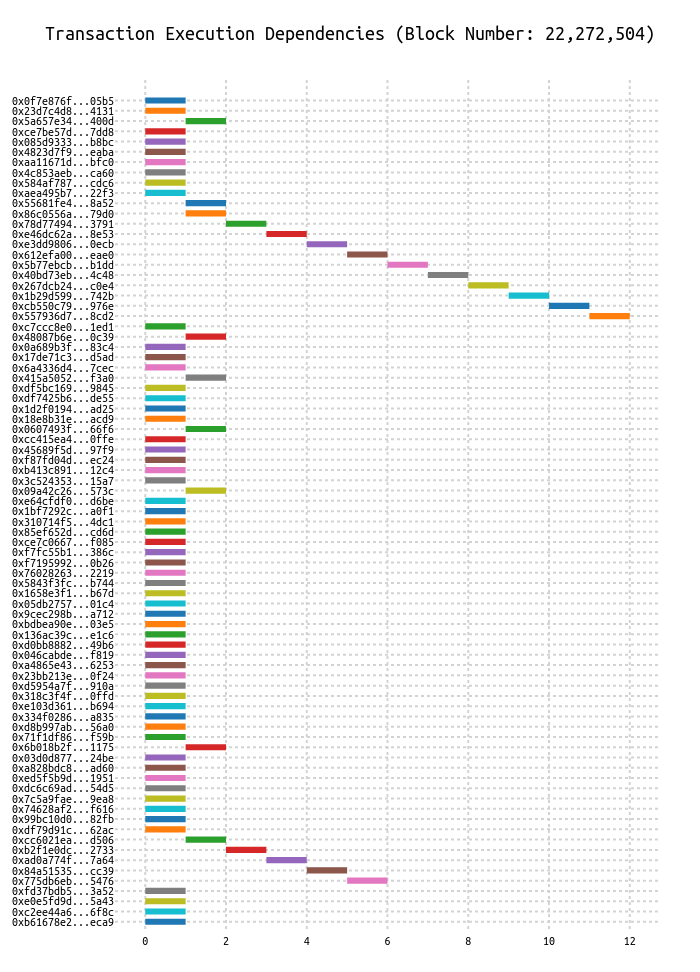 Transaction Execution Dependencies (Block Number: 22,272,504)
0x0f7e876f...05b5
0x23d7c4d8...4131
0x5a657e34...400d
0xce7be57d...7dd8
0x085d9333...b8bc
0x4823d7f9...eaba
0xaa11671d...bfc0
0x4c853aeb...ca60
0x584af787...cdc6
0xaea495b7...22f3
0x55681fe4...8a52
0x86c0556a...79d0
0x78d77494...3791
0xe46dc62a...8e53
0xe3dd9806...0ecb
0x612efa00...eae0
0x5b77ebcb...b1dd
0x40bd73eb...4c48
0x267dcb24...c0e4
0x1b29d599...742b
0xcb550c79...976e
0x557936d7...8cd2
0xc7ccc8e0...1ed1
0x48087b6e...0c39
0x0a689b3f...83c4
0x17de71c3...d5ad
0x6a4336d4...7cec
0x415a5052...f3a0
0xdf5bc169...9845
0xdf7425b6...de55
0x1d2f0194...ad25
0x18e8b31e...acd9
0x0607493f...66f6
0xcc415ea4...0ffe
0x45689f5d...97f9
0xf87fd04d...ec24
0xb413c891...12c4
0x3c524353...15a7
0x09a42c26...573c
0xe64cfdf0...d6be
0x1bf7292c...a0f1
0x310714f5...4dc1
0x85ef652d...cd6d
0xce7c0667...f085
0xf7fc55b1...386c
0xf7195992...0b26
0x76028263...2219
0x5843f3fc...b744
0x1658e3f1...b67d
0x05db2757...01c4
0x9cec298b...a712
0xbdbea90e...03e5
0x136ac39c...e1c6
0xd0bb8882...49b6
0x046cabde...f819
0xa4865e43...6253
0x23bb213e...0f24
0xd5954a7f...910a
0x318c3f4f...0ffd
0xe103d361...b694
0x334f0286...a835
0xd8b997ab...56a0
0x71f1df86...f59b
0x6b018b2f...1175
0x03d0d877...24be
0xa828bdc8...ad60
0xed5f5b9d...1951
0xdc6c69ad...54d5
0x7c5a9fae...9ea8
0x74628af2...f616
0x99bc10d0...82fb
0xdf79d91c...62ac
0xcc6021ea...d506
0xb2f1e0dc...2733
0xad0a774f...7a64
0x84a51535...cc39
0x775db6eb...5476
0xfd37bdb5...3a52
0xe0e5fd9d...5a43
0xc2ee44a6...6f8c
0xb61678e2...eca9
0 2 4 6 8 10 12